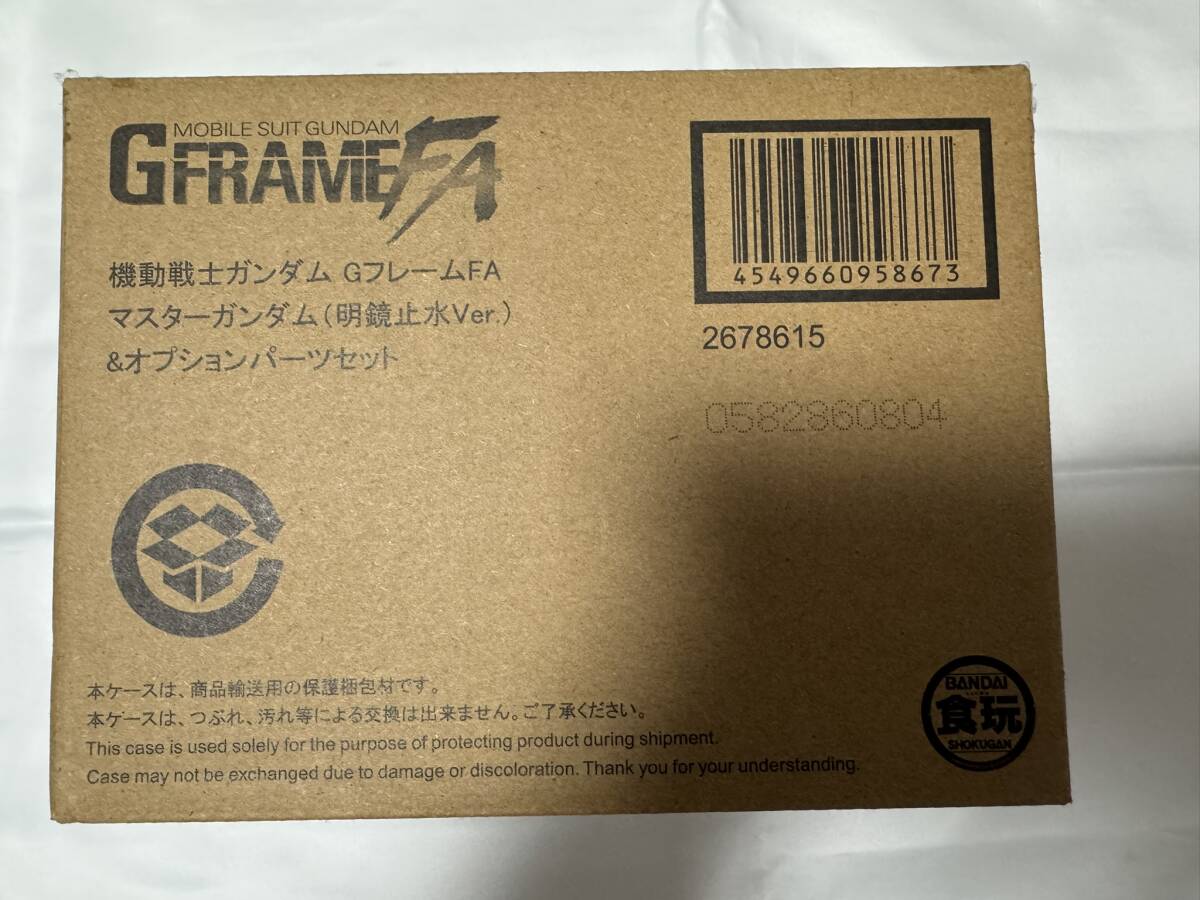 MOBILE SUIT GUNDAM
GFRAMEFA
機動戦士ガンダム GフレームFA
マスターガンダム(明鏡止水Ver.)
&オプションパーツセット
4549660958673
2678615
0582860804
本ケースは、商品輸送用の保護梱包材です。
本ケースは、つぶれ、汚れ等による交換は出来ません。ご了承ください。
This case is used solely for the purpose of protecting product during shipment.
Case may not be exchanged due to damage or discoloration. Thank you for your understanding.
BANDAI
食玩
SHOKUGAN